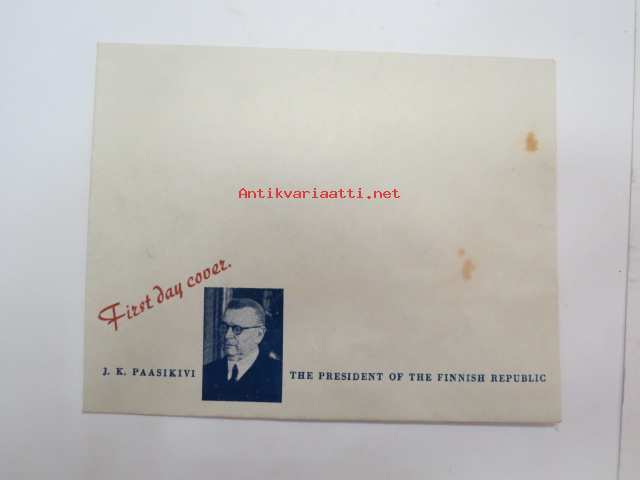 Antikvariaatti.net
First day cover.
J. K. PAASIKIVI THE PRESIDENT OF THE FINNISH REPUBLIC